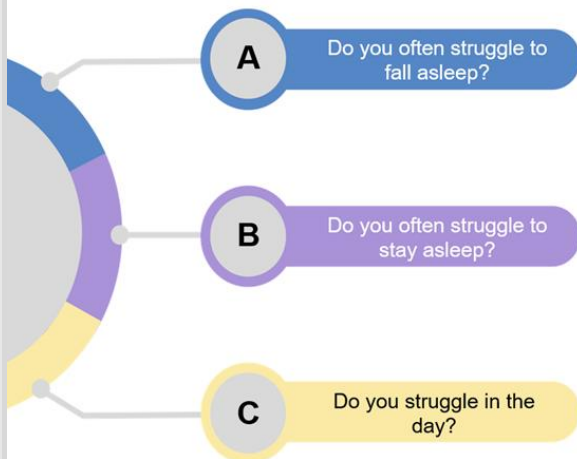 A
Do you often struggle to
fall asleep?
B
Do you often struggle to
stay asleep?
C
Do you struggle in the
day?